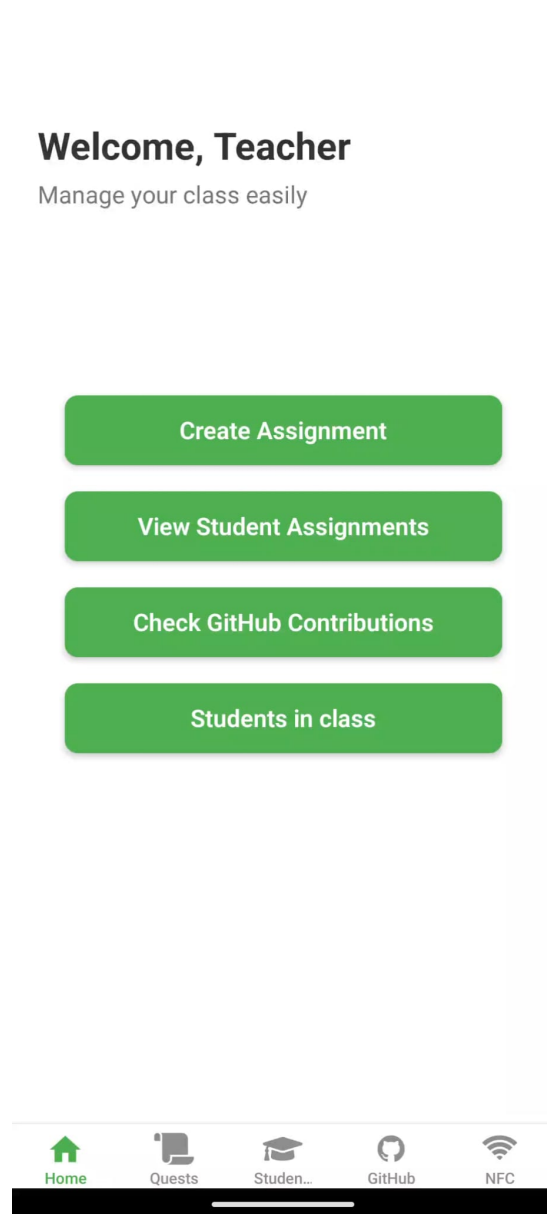 Welcome, Teacher
Manage your class easily
Create Assignment
View Student Assignments
Check GitHub Contributions
Students in class
Home
Quests
Studen...
GitHub
NFC